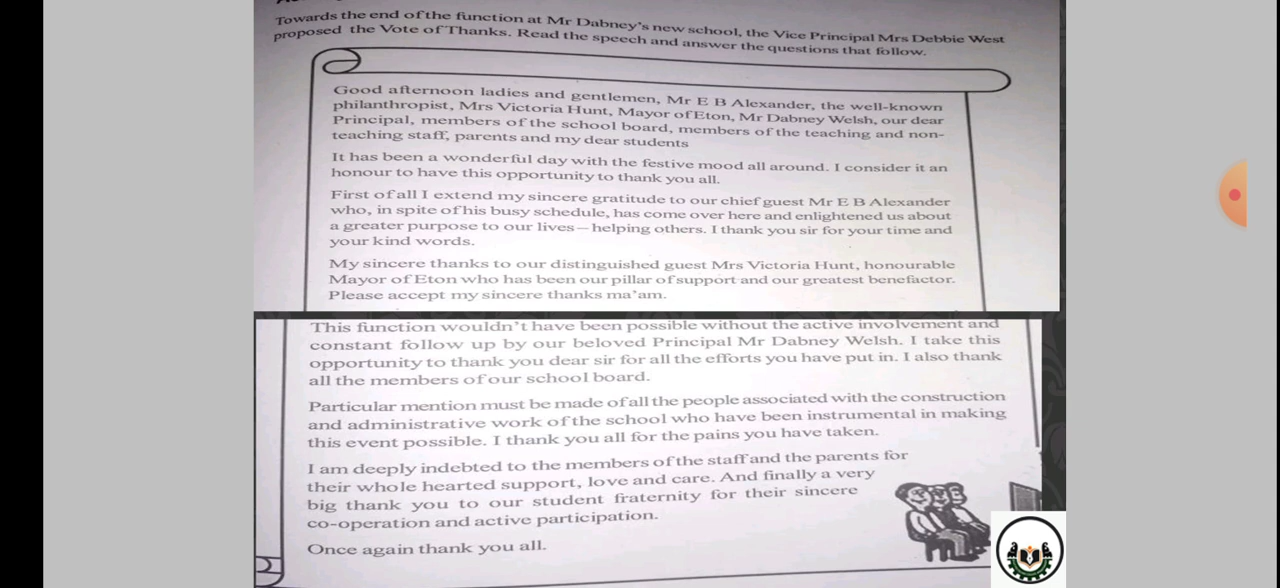 Towards the end of the function at Mr Dabney's new school, the Vice Principal Mrs Debbie West
proposed the Vote of Thanks. Read the speech and answer the questions that follow.
Good afternoon ladies and gentlemen, Mr E B Alexander, the well-known
philanthropist, Mrs Victoria Hunt, Mayor of Eton, Mr Dabney Welsh, our dear
Principal, members of the school board, members of the teaching and non-
teaching staff, parents and my dear students
It has been a wonderful day with the festive mood all around. I consider it an
honour to have this opportunity to thank you all.
First of all I extend my sincere gratitude to our chief guest Mr E B Alexander
who, in spite of his busy schedule, has come over here and enlightened us about
a greater purpose to our lives — helping others. I thank you sir for your time and
your kind words.
My sincere thanks to our distinguished guest Mrs Victoria Hunt, honourable
Mayor of Eton who has been our pillar of support and our greatest benefactor.
Please accept my sincere thanks ma'am.
This function wouldn't have been possible without the active involvement and
constant follow up by our beloved Principal Mr Dabney Welsh. I take this
opportunity to thank you dear sir for all the efforts you have put in. I also thank
all the members of our school board.
Particular mention must be made of all the people associated with the construction
and administrative work of the school who have been instrumental in making
this event possible. I thank you all for the pains you have taken.
I am deeply indebted to the members of the staff and the parents for
their whole hearted support, love and care. And finally a very
big thank you to our student fraternity for their sincere
co-operation and active participation.
Once again thank you all.